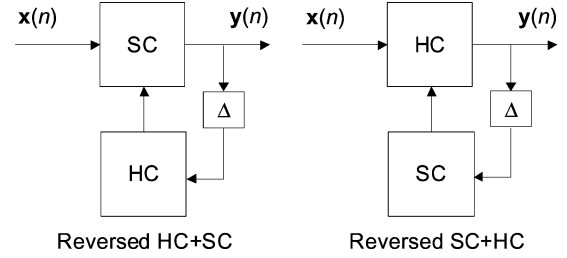 x(n)
y(n)
SC
Δ
HC
Reversed HC+SC
x(n)
y(n)
HC
Δ
SC
Reversed SC+HC